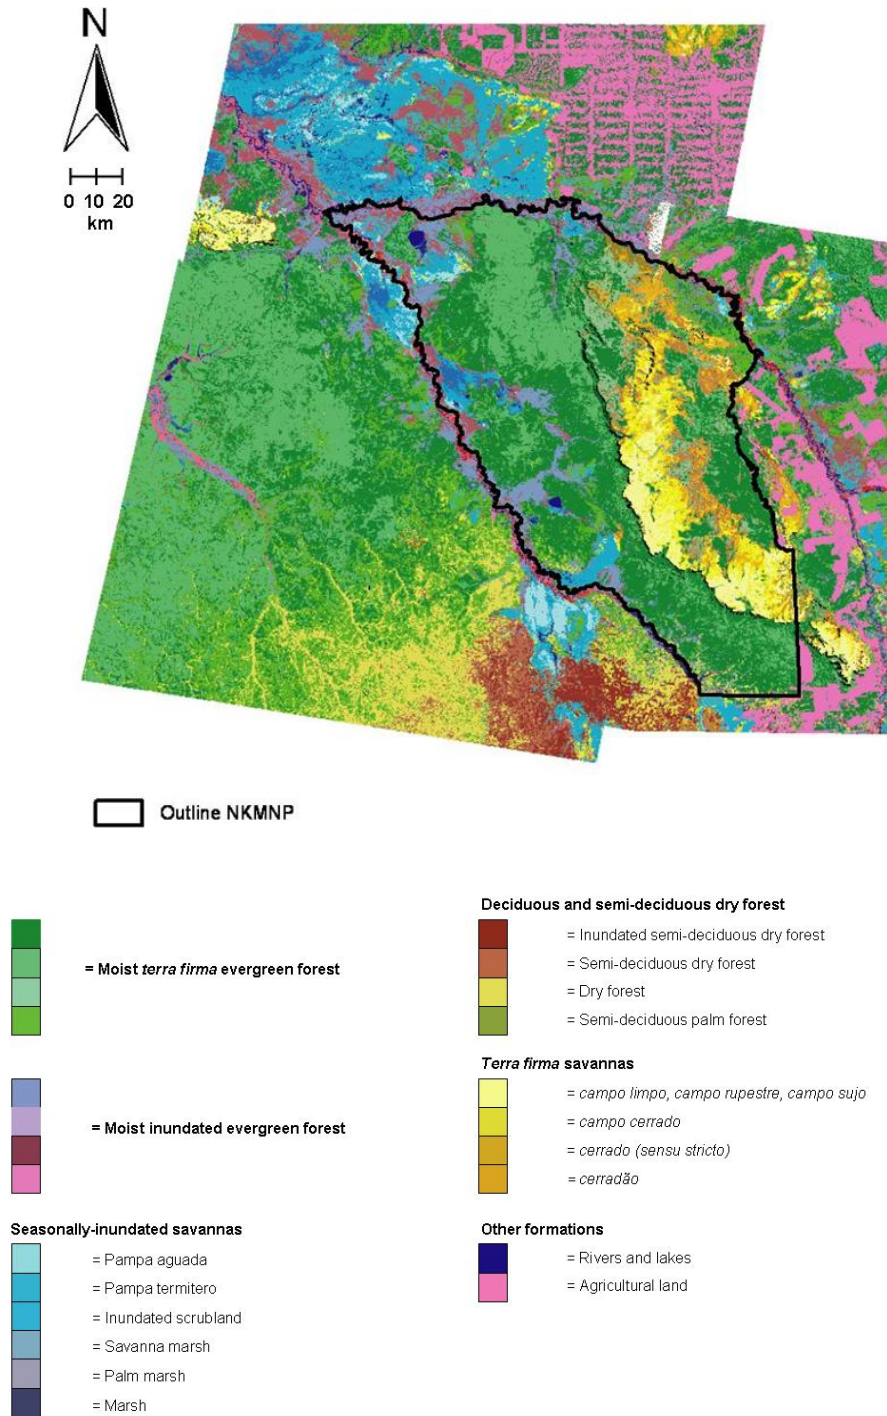 N
0 10 20
km
Outline NKMNP
= Moist terra firma evergreen forest
= Moist inundated evergreen forest
Seasonally-inundated savannas
= Pampa aguada
= Pampa termitero
= Inundated scrubland
= Savanna marsh
= Palm marsh
= Marsh
Deciduous and semi-deciduous dry forest
= Inundated semi-deciduous dry forest
= Semi-deciduous dry forest
= Dry forest
= Semi-deciduous palm forest
Terra firma savannas
= campo limpo, campo rupestre, campo sujo
= campo cerrado
= cerrado (sensu stricto)
= cerradão
Other formations
= Rivers and lakes
= Agricultural land